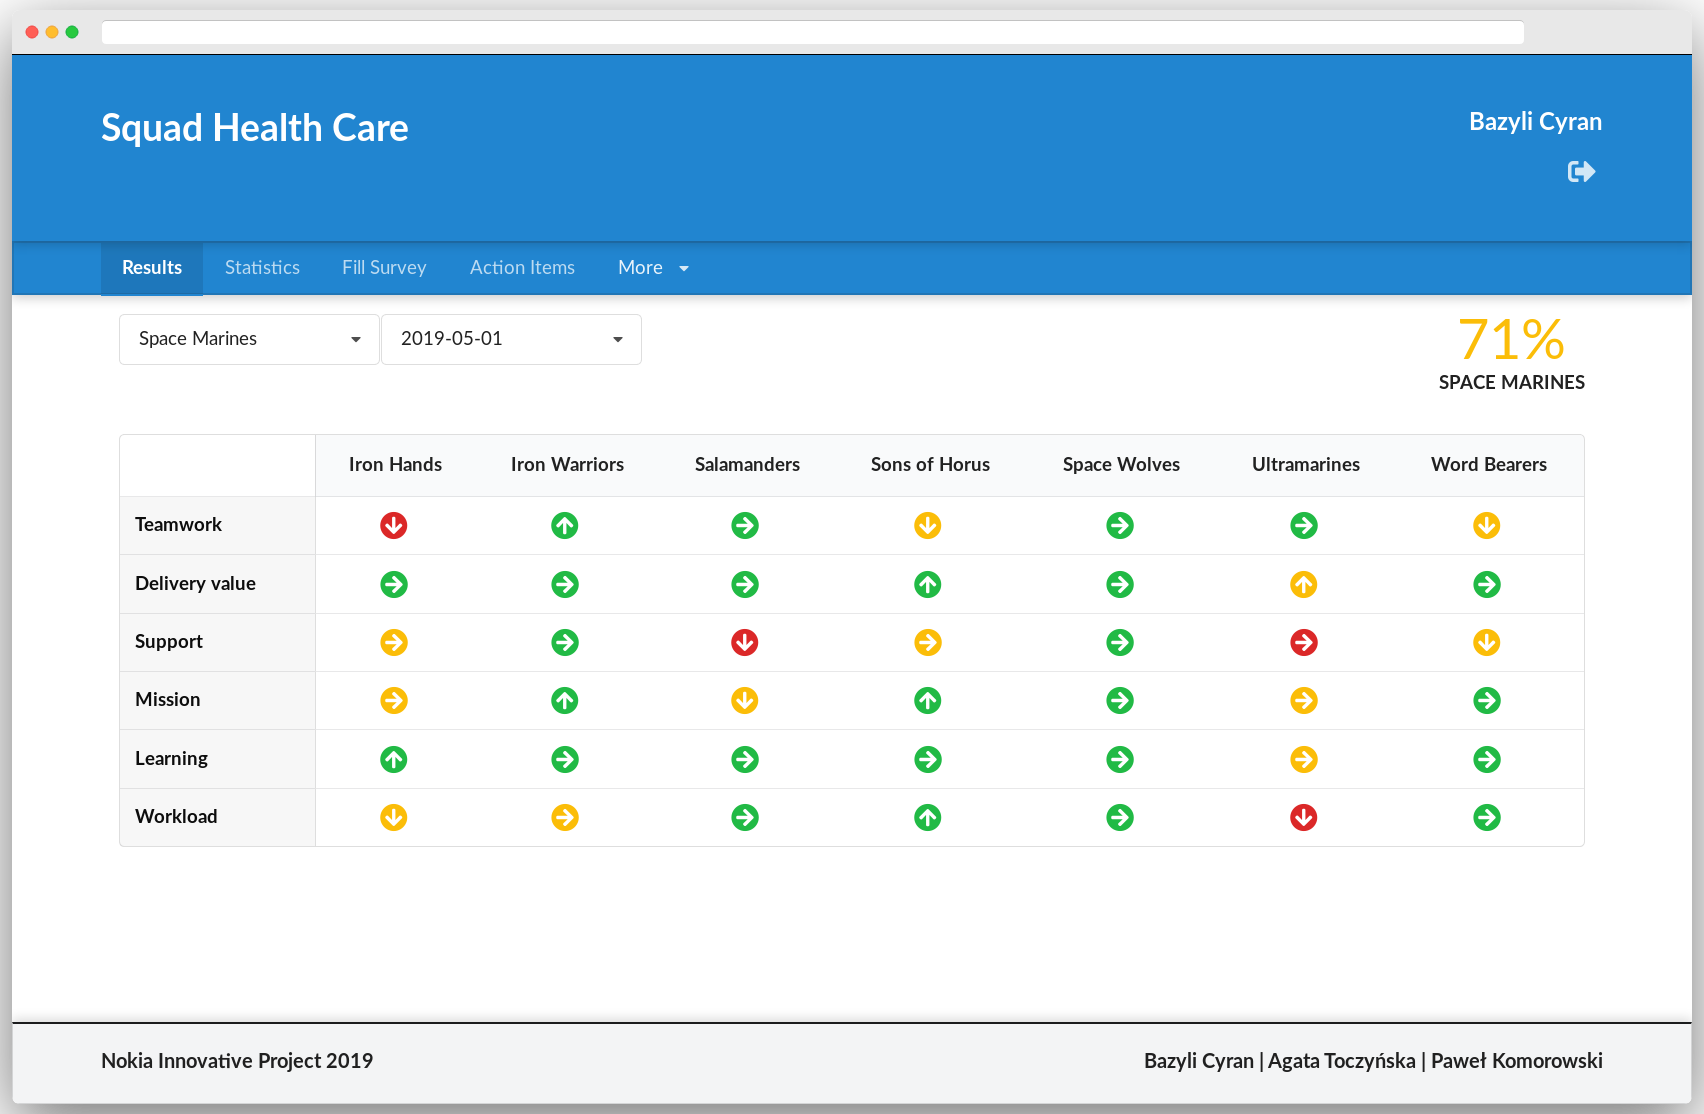 Squad Health Care
Bazyli Cyran
Results Statistics Fill Survey Action Items More
Space Marines 2019-05-01
71%
SPACE MARINES
Iron Hands Iron Warriors Salamanders Sons of Horus Space Wolves Ultramarines Word Bearers
Teamwork
Delivery value
Support
Mission
Learning
Workload
Nokia Innovative Project 2019
Bazyli Cyran | Agata Toczyńska | Paweł Komorowski